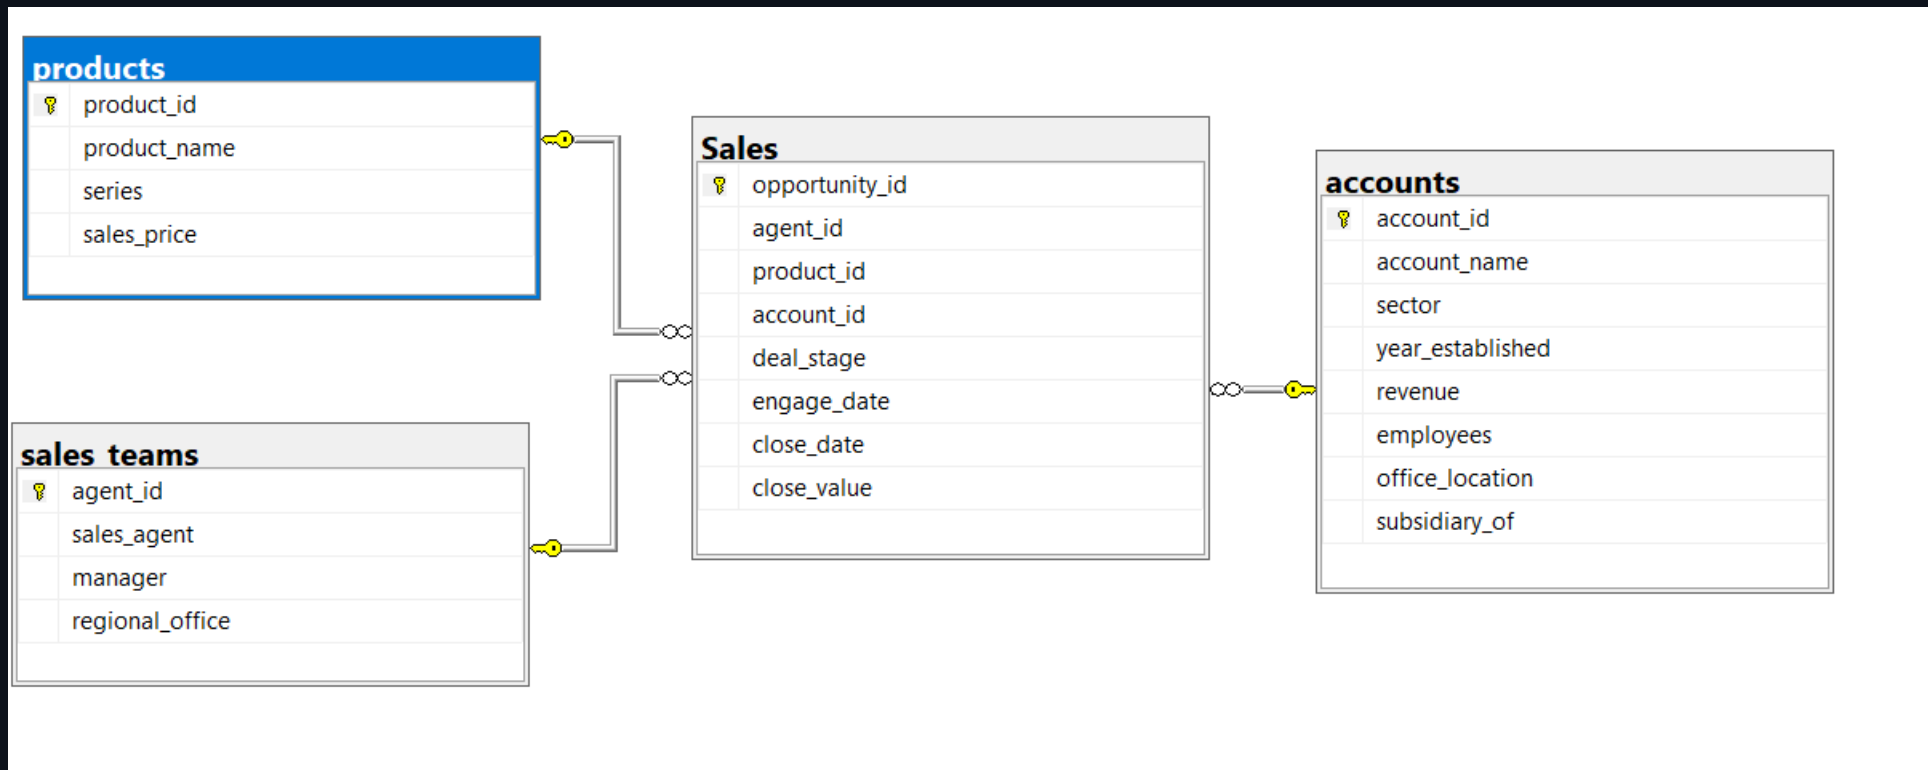 products
product_id
product_name
series
sales_price
sales_teams
agent_id
sales_agent
manager
regional_office
Sales
opportunity_id
agent_id
product_id
account_id
deal_stage
engage_date
close_date
close_value
accounts
account_id
account_name
sector
year_established
revenue
employees
office_location
subsidiary_of